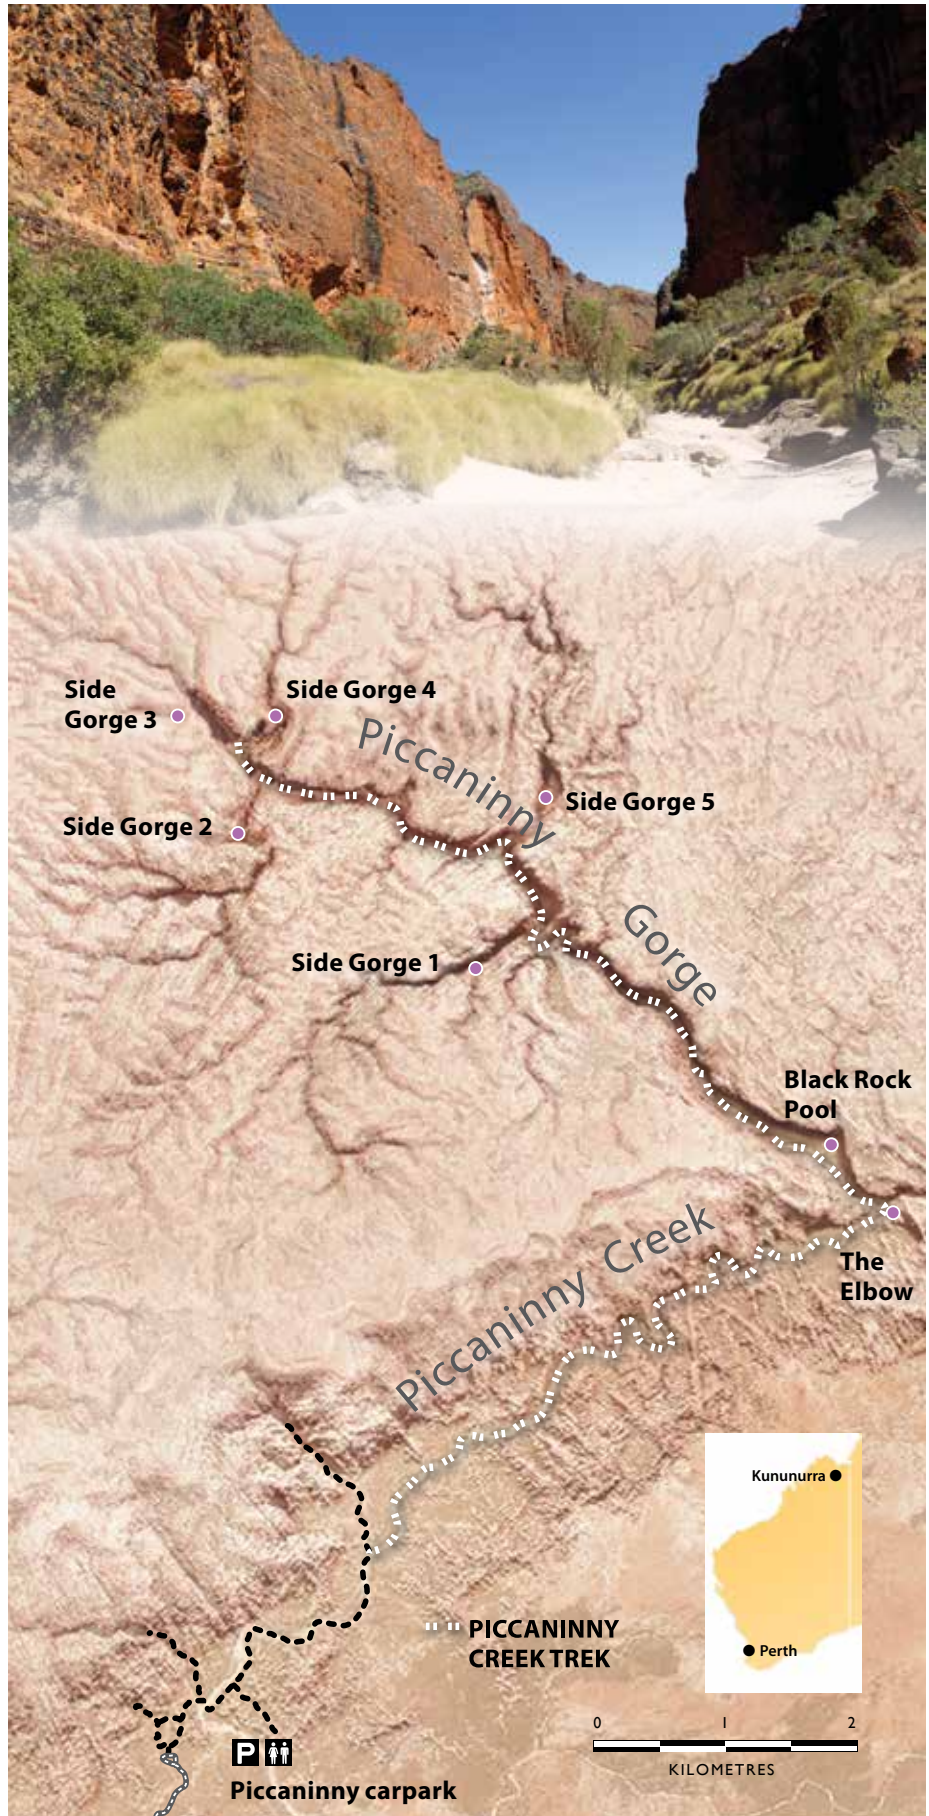 Side
Gorge 3
Side Gorge 4
Piccaninny
Side Gorge 5
Side Gorge 2
Gorge
Side Gorge 1
Black Rock
Pool
Piccaninny Creek
The
Elbow
Kununurra
Perth
PICCANINNY
CREEK TREK
0 1 2
KILOMETRES
P
Piccaninny carpark